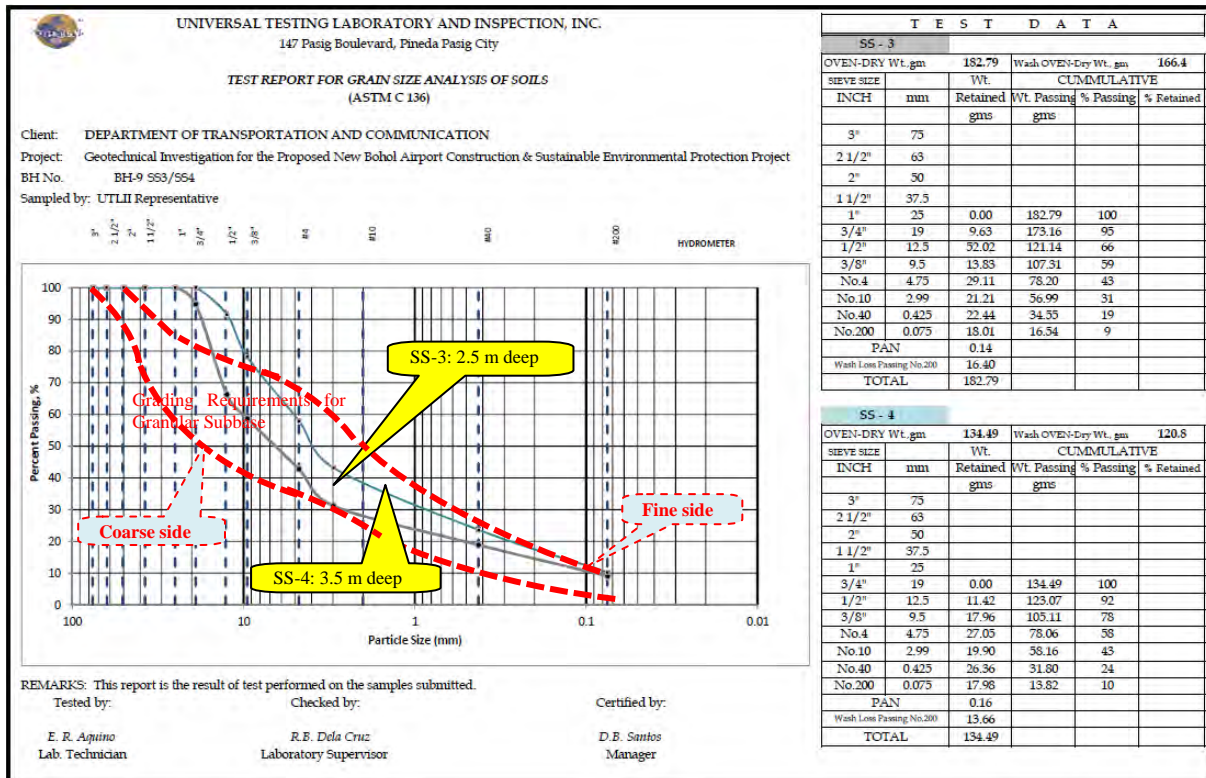 UNIVERSAL TESTING LABORATORY AND INSPECTION, INC.
147 Pasig Boulevard, Pineda Pasig City
TEST REPORT FOR GRAIN SIZE ANALYSIS OF SOILS
(ASTM C 136)
Client: DEPARTMENT OF TRANSPORTATION AND COMMUNICATION
Project: Geotechnical Investigation for the Proposed New Bohol Airport Construction & Sustainable Environmental Protection Project
BH No. BH-9 SS3/SS4
Sampled by: UTLII Representative
3" 2 1/2" 2" 1 1/2" 1" 3/4" 1/2" 3/8" #4 #10 #40 #200 HYDROMETER
100
90
80
70
60
50
40
30
20
10
0
Percent Passing, %
100 10 1 0.1 0.01
Particle Size (mm)
SS-3: 2.5 m deep
Grading Requirements for
Granular Subbase
Coarse side
Fine side
SS-4: 3.5 m deep
REMARKS: This report is the result of test performed on the samples submitted.
Tested by: Checked by: Certified by:
E. R. Aquino R.B. Dela Cruz D.B. Santos
Lab. Technician Laboratory Supervisor Manager
T E S T D A T A
SS - 3
OVEN-DRY Wt.,gm 182.79 Wash OVEN-Dry Wt., gm 166.4
SIEVE SIZE Wt. CUMMULATIVE
INCH mm Retained Wt. Passing % Passing % Retained
gms gms
3" 75
2 1/2" 63
2" 50
1 1/2" 37.5
1" 25 0.00 182.79 100
3/4" 19 9.63 173.16 95
1/2" 12.5 52.02 121.14 66
3/8" 9.5 13.83 107.31 59
No.4 4.75 29.11 78.20 43
No.10 2.99 21.21 56.99 31
No.40 0.425 22.44 34.55 19
No.200 0.075 18.01 16.54 9
PAN 0.14
Wash Loss Passing No.200 16.40
TOTAL 182.79
SS - 4
OVEN-DRY Wt.,gm 134.49 Wash OVEN-Dry Wt., gm 120.8
SIEVE SIZE Wt. CUMMULATIVE
INCH mm Retained Wt. Passing % Passing % Retained
gms gms
3" 75
2 1/2" 63
2" 50
1 1/2" 37.5
1" 25
3/4" 19 0.00 134.49 100
1/2" 12.5 11.42 123.07 92
3/8" 9.5 17.96 105.11 78
No.4 4.75 27.05 78.06 58
No.10 2.99 19.90 58.16 43
No.40 0.425 26.36 31.80 24
No.200 0.075 17.98 13.82 10
PAN 0.16
Wash Loss Passing No.200 13.66
TOTAL 134.49